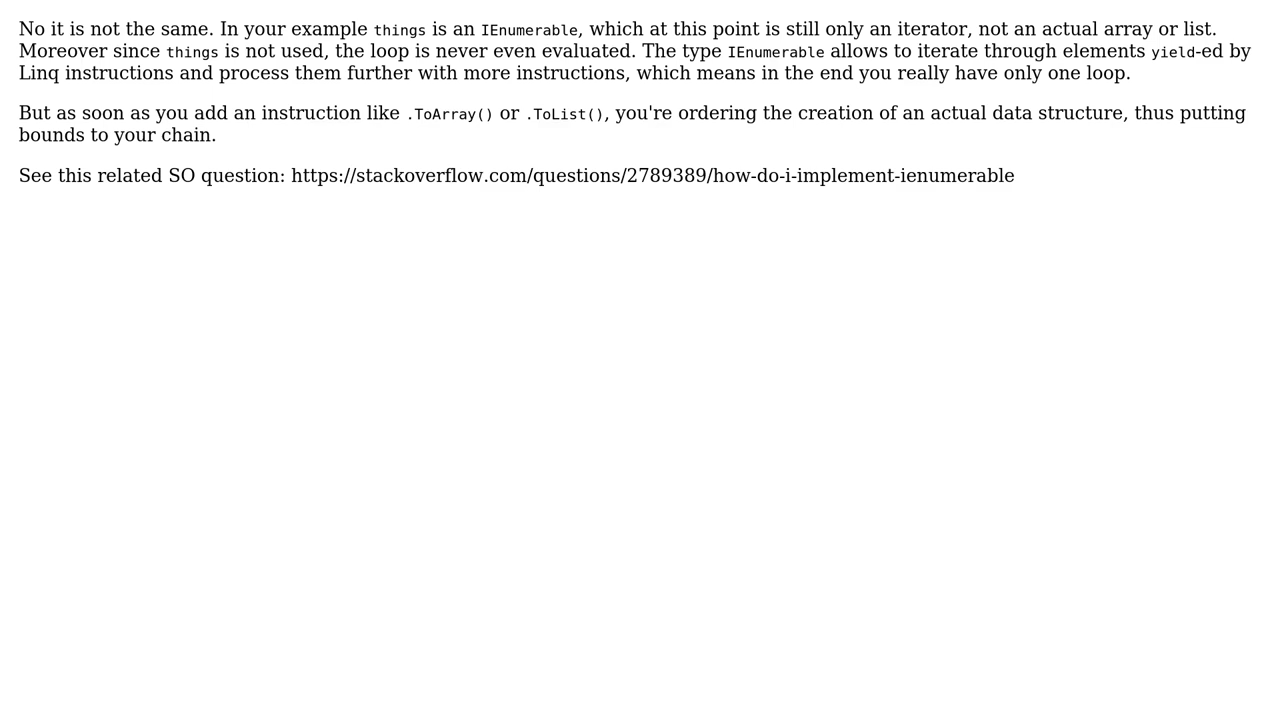 No it is not the same. In your example things is an IEnumerable, which at this point is still only an iterator, not an actual array or list.
Moreover since things is not used, the loop is never even evaluated. The type IEnumerable allows to iterate through elements yield-ed by
Linq instructions and process them further with more instructions, which means in the end you really have only one loop.
But as soon as you add an instruction like .ToArray() or .ToList(), you're ordering the creation of an actual data structure, thus putting
bounds to your chain.
See this related SO question: https://stackoverflow.com/questions/2789389/how-do-i-implement-ienumerable